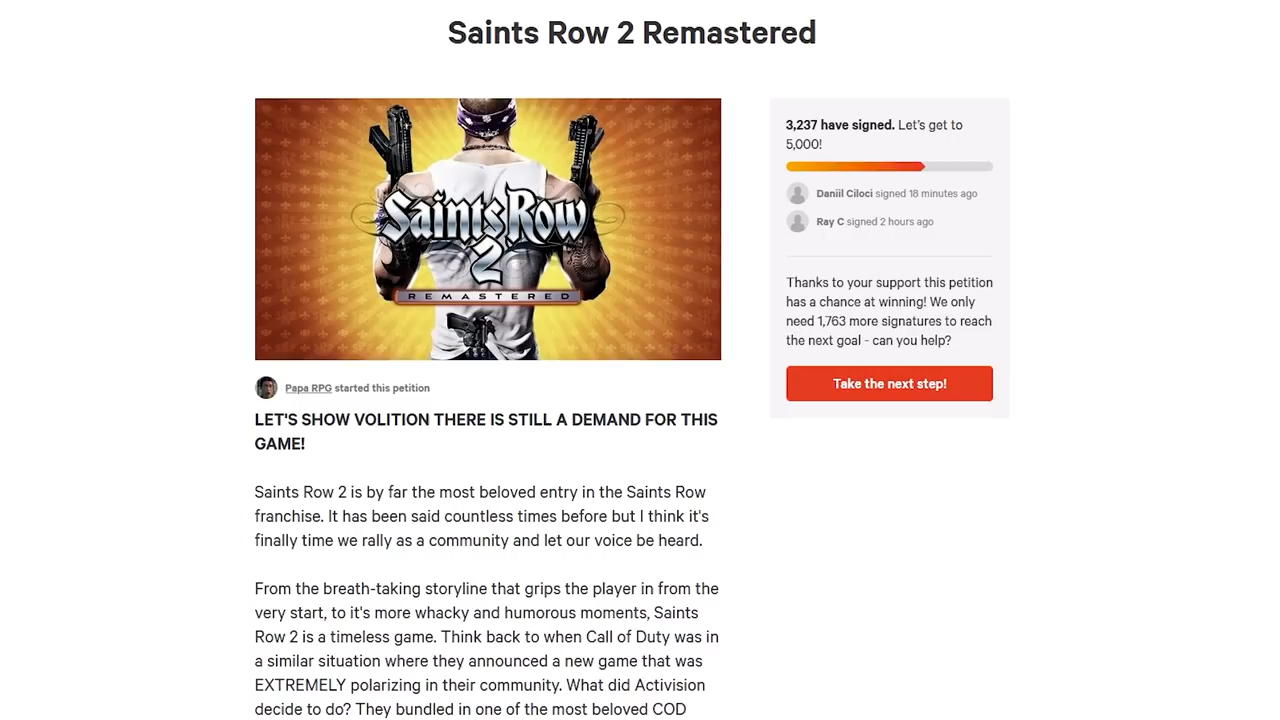 Saints Row 2 Remastered
Saints Row
2
REMASTERED
3,237 have signed. Let's get to
5,000!
Daniil Ciloci signed 18 minutes ago
Ray C signed 2 hours ago
Thanks to your support this petition
has a chance at winning! We only
need 1,763 more signatures to reach
the next goal - can you help?
Take the next step!
Papa RPG started this petition
LET'S SHOW VOLITION THERE IS STILL A DEMAND FOR THIS
GAME!
Saints Row 2 is by far the most beloved entry in the Saints Row
franchise. It has been said countless times before but I think it's
finally time we rally as a community and let our voice be heard.
From the breath-taking storyline that grips the player in from the
very start, to it's more whacky and humorous moments, Saints
Row 2 is a timeless game. Think back to when Call of Duty was in
a similar situation where they announced a new game that was
EXTREMELY polarizing in their community. What did Activision
decide to do? They bundled in one of the most beloved COD